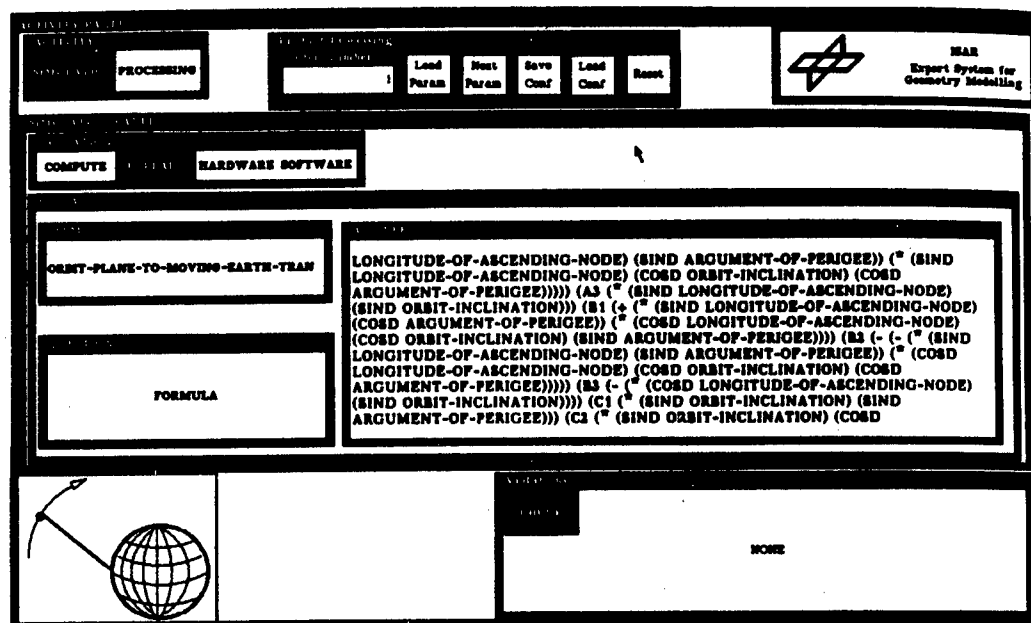 ACTIVITY PAGE
PROCESSING
1
Load Param
Next Param
Save Conf
Load Conf
Reset
ISAR
Expert System for
Geometry Modelling
COMPUTE
HARDWARE SOFTWARE
ORBIT-PLANE-TO-MOVING-EARTH-TRAN
FORMULA
LONGITUDE-OF-ASCENDING-NODE) (SIND ARGUMENT-OF-PERIGEE)) (* (SIND
LONGITUDE-OF-ASCENDING-NODE) (COSD ORBIT-INCLINATION) (COSD
ARGUMENT-OF-PERIGEE))))) (A3 (* (SIND LONGITUDE-OF-ASCENDING-NODE)
(SIND ORBIT-INCLINATION))) (B1 (+ (* (SIND LONGITUDE-OF-ASCENDING-NODE)
(COSD ARGUMENT-OF-PERIGEE)) (* (COSD LONGITUDE-OF-ASCENDING-NODE)
(COSD ORBIT-INCLINATION) (SIND ARGUMENT-OF-PERIGEE)))) (B2 (- (- (* (SIND
LONGITUDE-OF-ASCENDING-NODE) (SIND ARGUMENT-OF-PERIGEE)) (* (COSD
LONGITUDE-OF-ASCENDING-NODE) (COSD ORBIT-INCLINATION) (COSD
ARGUMENT-OF-PERIGEE))))) (B3 (- (* (COSD LONGITUDE-OF-ASCENDING-NODE)
(SIND ORBIT-INCLINATION)))) (C1 (* (SIND ORBIT-INCLINATION) (SIND
ARGUMENT-OF-PERIGEE))) (C2 (* (SIND ORBIT-INCLINATION) (COSD
NONE